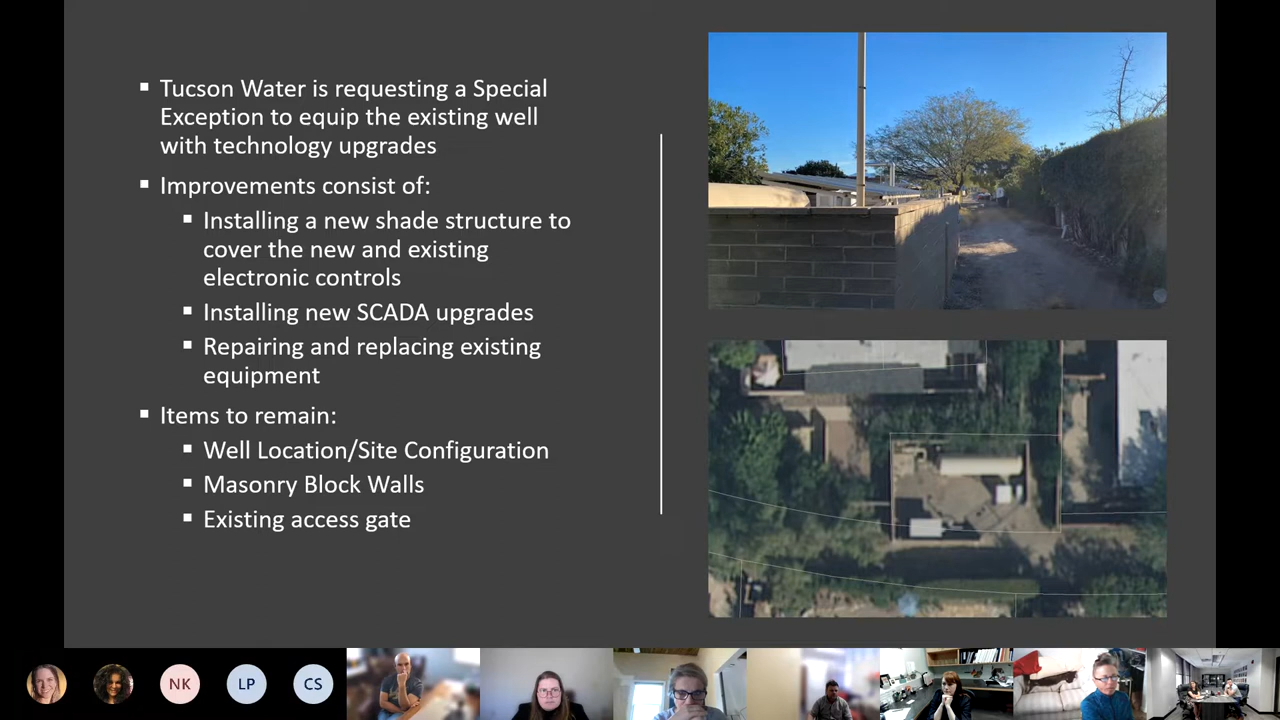 Tucson Water is requesting a Special
Exception to equip the existing well
with technology upgrades
Improvements consist of:
Installing a new shade structure to
cover the new and existing
electronic controls
Installing new SCADA upgrades
Repairing and replacing existing
equipment
Items to remain:
Well Location/Site Configuration
Masonry Block Walls
Existing access gate
NK
LP
CS